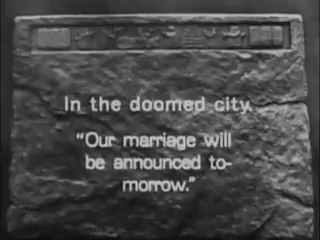 In the doomed city.
“Our marriage will
be announced to-
morrow.”